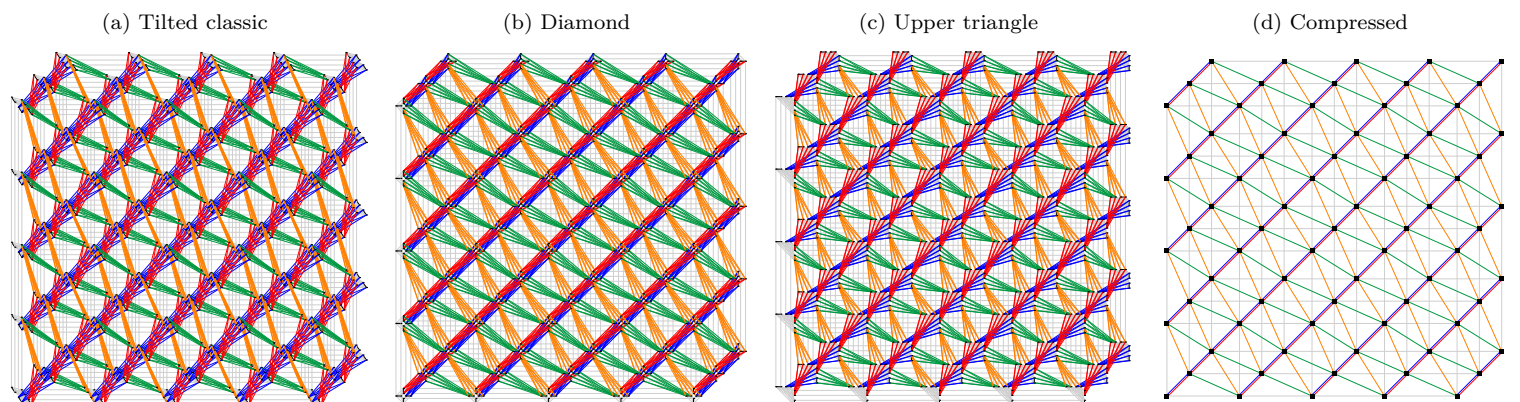 (a) Tilted classic
(b) Diamond
(c) Upper triangle
(d) Compressed